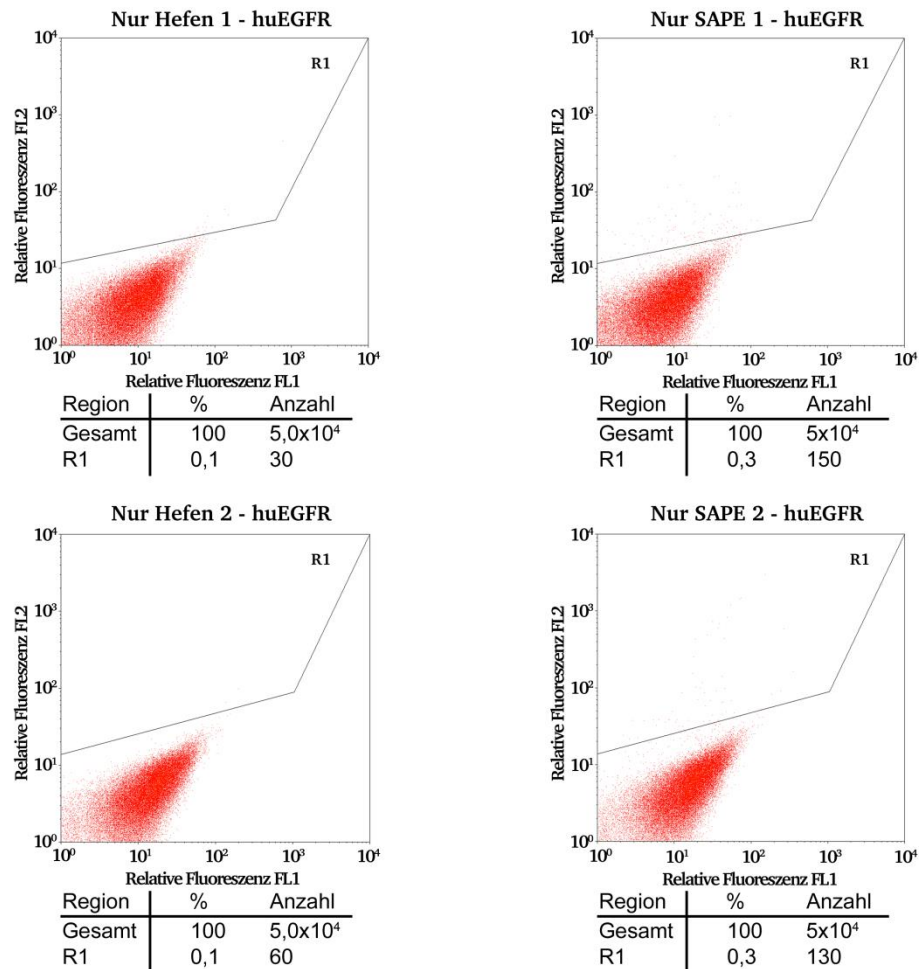 Nur Hefen 1 - huEGFR
10⁴
R1
10³
10²
10¹
10⁰
Relative Fluoreszenz FL2
10⁰ 10¹ 10² 10³ 10⁴
Relative Fluoreszenz FL1
Region % Anzahl
Gesamt 100 5,0x10⁴
R1 0,1 30
Nur SAPE 1 - huEGFR
10⁴
R1
10³
10²
10¹
10⁰
Relative Fluoreszenz FL2
10⁰ 10¹ 10² 10³ 10⁴
Relative Fluoreszenz FL1
Region % Anzahl
Gesamt 100 5x10⁴
R1 0,3 150
Nur Hefen 2 - huEGFR
10⁴
R1
10³
10²
10¹
10⁰
Relative Fluoreszenz FL2
10⁰ 10¹ 10² 10³ 10⁴
Relative Fluoreszenz FL1
Region % Anzahl
Gesamt 100 5,0x10⁴
R1 0,1 60
Nur SAPE 2 - huEGFR
10⁴
R1
10³
10²
10¹
10⁰
Relative Fluoreszenz FL2
10⁰ 10¹ 10² 10³ 10⁴
Relative Fluoreszenz FL1
Region % Anzahl
Gesamt 100 5x10⁴
R1 0,3 130